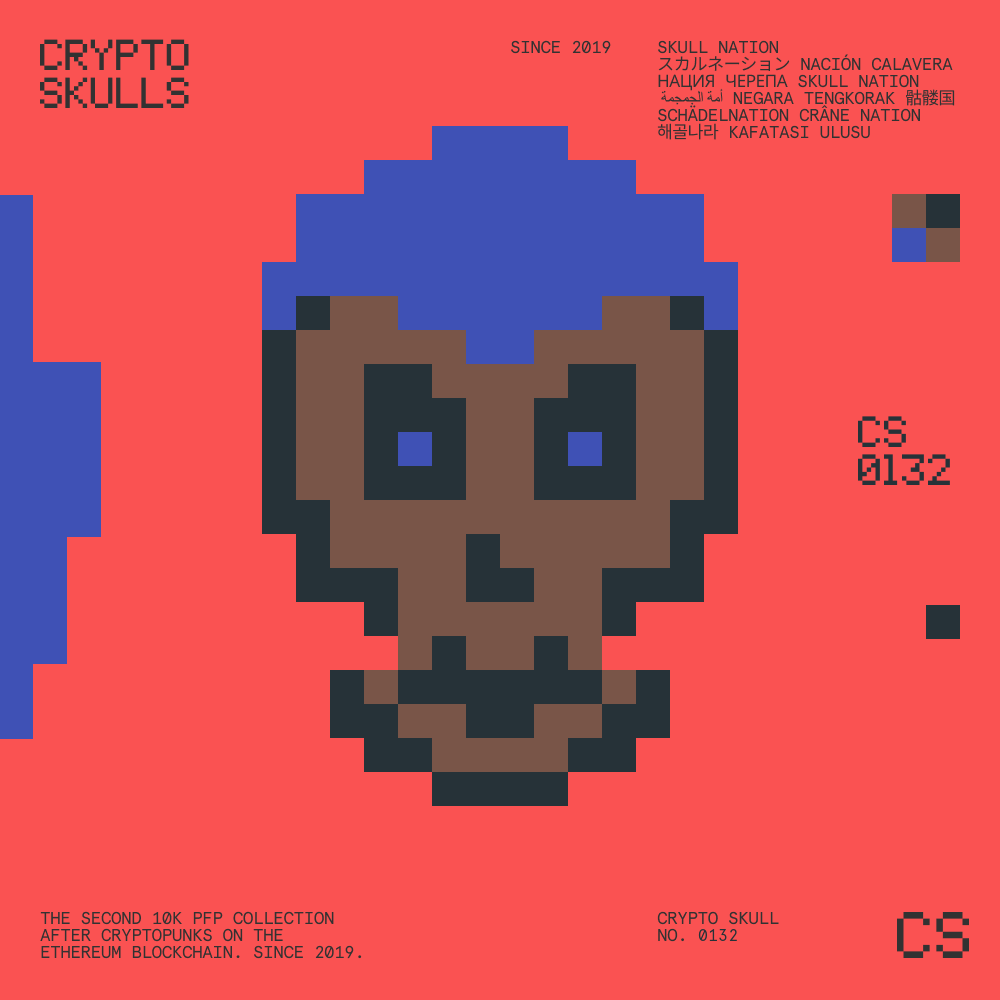 CRYPTO
SKULLS
SINCE 2019
SKULL NATION
スカルネーション NACIÓN CALAVERA
НАЦИЯ ЧЕРЕПА SKULL NATION
أمة الجمجمة NEGARA TENGKORAK 骷髅国
SCHÄDELNATION CRÂNE NATION
해골나라 KAFATASI ULUSU
CS
0132
THE SECOND 10K PFP COLLECTION
AFTER CRYPTOPUNKS ON THE
ETHEREUM BLOCKCHAIN. SINCE 2019.
CRYPTO SKULL
NO. 0132
CS